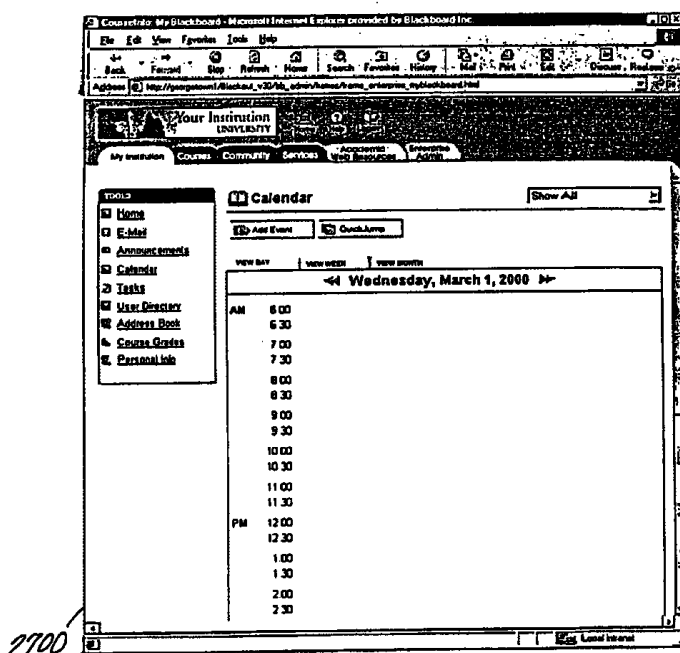 CourseInfo: My Blackboard - Microsoft Internet Explorer provided by Blackboard Inc.
File Edit View Favorites Tools Help
Back Forward Stop Refresh Home Search Favorites History Mail Print Edit Discuss
Address
Your Institution
UNIVERSITY
My Institution Courses Community Services Academic Web Resources Enterprise Admin
TOOLS
Home
E-Mail
Announcements
Calendar
Tasks
User Directory
Address Book
Course Grades
Personal Info
Calendar Show All
Add Event QuickJump
VIEW DAY VIEW WEEK VIEW MONTH
Wednesday, March 1, 2000
AM 6:00
6:30
7:00
7:30
8:00
8:30
9:00
9:30
10:00
10:30
11:00
11:30
PM 12:00
12:30
1:00
1:30
2:00
2:30
Local intranet
2700